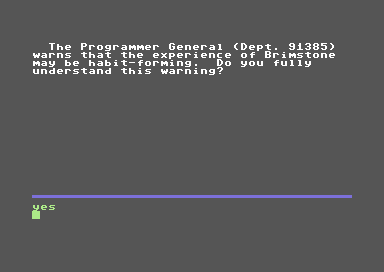 The Programmer General (Dept. 91385)
warns that the experience of Brimstone
may be habit-forming.  Do you fully
understand this warning?
yes